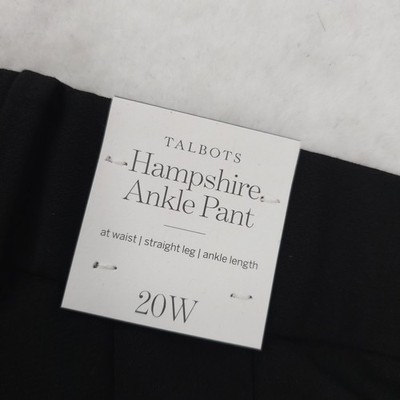 TALBOTS
Hampshire
Ankle Pant
at waist | straight leg | ankle length
20W